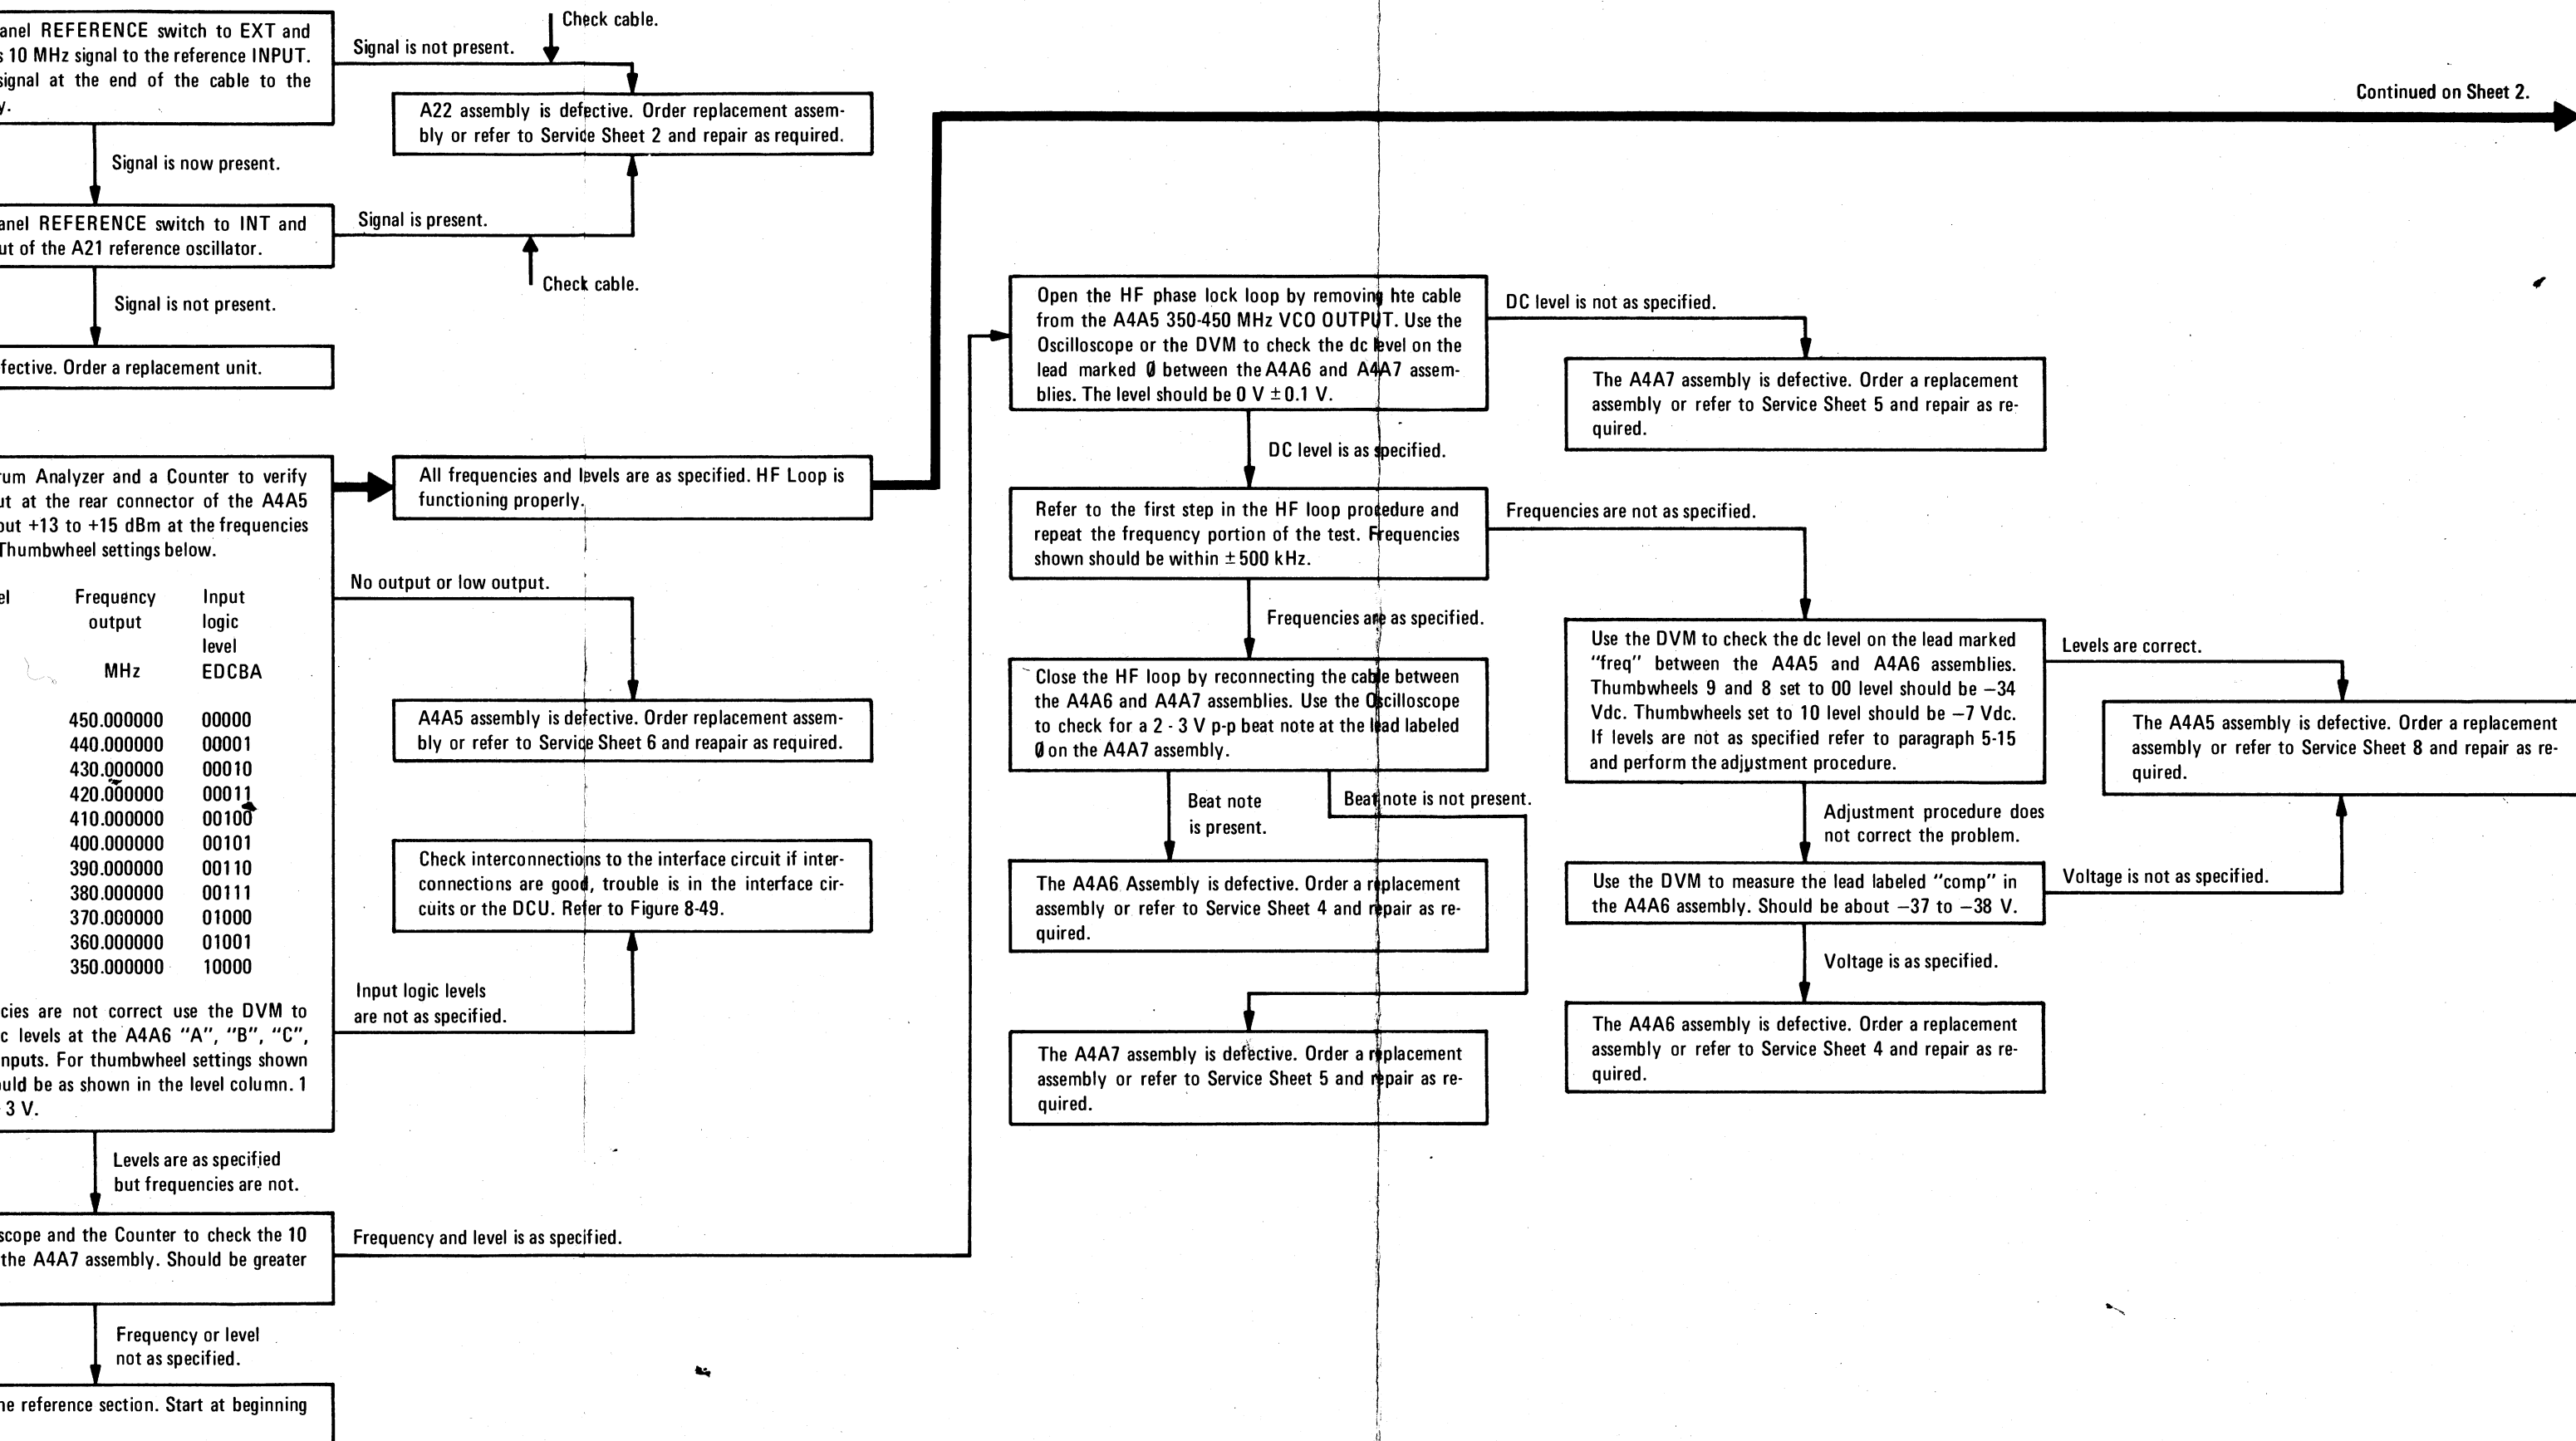 anel REFERENCE switch to EXT and
s 10 MHz signal to the reference INPUT.
signal at the end of the cable to the
y.
Signal is not present.
Check cable.
A22 assembly is defective. Order replacement assem-
bly or refer to Service Sheet 2 and repair as required.
Signal is now present.
anel REFERENCE switch to INT and
ut of the A21 reference oscillator.
Signal is present.
Check cable.
Signal is not present.
fective. Order a replacement unit.
Continued on Sheet 2.
rum Analyzer and a Counter to verify
ut at the rear connector of the A4A5
out +13 to +15 dBm at the frequencies
Thumbwheel settings below.
el Frequency Input
output logic
level
MHz EDCBA
450.000000 00000
440.000000 00001
430.000000 00010
420.000000 00011
410.000000 00100
400.000000 00101
390.000000 00110
380.000000 00111
370.000000 01000
360.000000 01001
350.000000 10000
cies are not correct use the DVM to
c levels at the A4A6 "A", "B", "C",
nputs. For thumbwheel settings shown
ould be as shown in the level column. 1
3 V.
All frequencies and levels are as specified. HF Loop is
functioning properly.
No output or low output.
A4A5 assembly is defective. Order replacement assem-
bly or refer to Service Sheet 6 and reapair as required.
Check interconnections to the interface circuit if inter-
connections are good, trouble is in the interface cir-
cuits or the DCU. Refer to Figure 8-49.
Input logic levels
are not as specified.
Levels are as specified
but frequencies are not.
scope and the Counter to check the 10
the A4A7 assembly. Should be greater
Frequency and level is as specified.
Frequency or level
not as specified.
he reference section. Start at beginning
Open the HF phase lock loop by removing hte cable
from the A4A5 350-450 MHz VCO OUTPUT. Use the
Oscilloscope or the DVM to check the dc level on the
lead marked Ø between the A4A6 and A4A7 assem-
blies. The level should be 0 V ±0.1 V.
DC level is not as specified.
The A4A7 assembly is defective. Order a replacement
assembly or refer to Service Sheet 5 and repair as re-
quired.
DC level is as specified.
Refer to the first step in the HF loop procedure and
repeat the frequency portion of the test. Frequencies
shown should be within ±500 kHz.
Frequencies are not as specified.
Frequencies are as specified.
Close the HF loop by reconnecting the cable between
the A4A6 and A4A7 assemblies. Use the Oscilloscope
to check for a 2 - 3 V p-p beat note at the lead labeled
Ø on the A4A7 assembly.
Beat note
is present.
Beat note is not present.
The A4A6 Assembly is defective. Order a replacement
assembly or refer to Service Sheet 4 and repair as re-
quired.
The A4A7 assembly is defective. Order a replacement
assembly or refer to Service Sheet 5 and repair as re-
quired.
Use the DVM to check the dc level on the lead marked
"freq" between the A4A5 and A4A6 assemblies.
Thumbwheels 9 and 8 set to 00 level should be −34
Vdc. Thumbwheels set to 10 level should be −7 Vdc.
If levels are not as specified refer to paragraph 5-15
and perform the adjustment procedure.
Levels are correct.
The A4A5 assembly is defective. Order a replacement
assembly or refer to Service Sheet 8 and repair as re-
quired.
Adjustment procedure does
not correct the problem.
Use the DVM to measure the lead labeled "comp" in
the A4A6 assembly. Should be about −37 to −38 V.
Voltage is not as specified.
Voltage is as specified.
The A4A6 assembly is defective. Order a replacement
assembly or refer to Service Sheet 4 and repair as re-
quired.